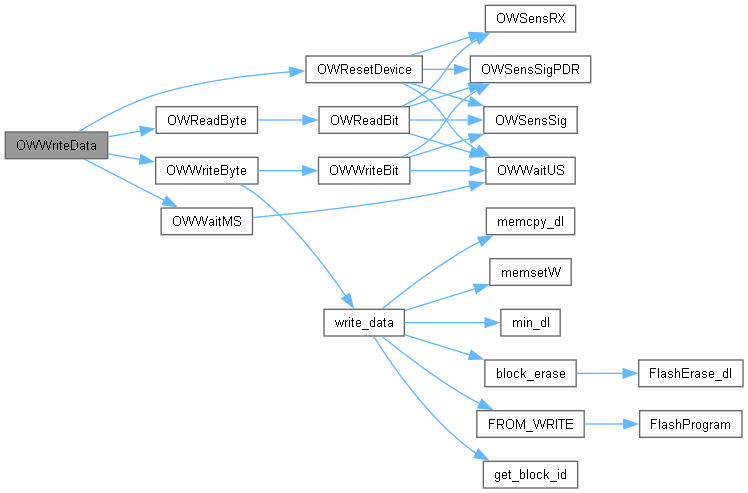 OWWriteData
OWResetDevice
OWReadByte
OWWriteByte
OWWaitMS
OWReadBit
OWWriteBit
OWSensRX
OWSensSigPDR
OWSensSig
OWWaitUS
write_data
memcpy_dl
memsetW
min_dl
block_erase
FlashErase_dl
FROM_WRITE
FlashProgram
get_block_id